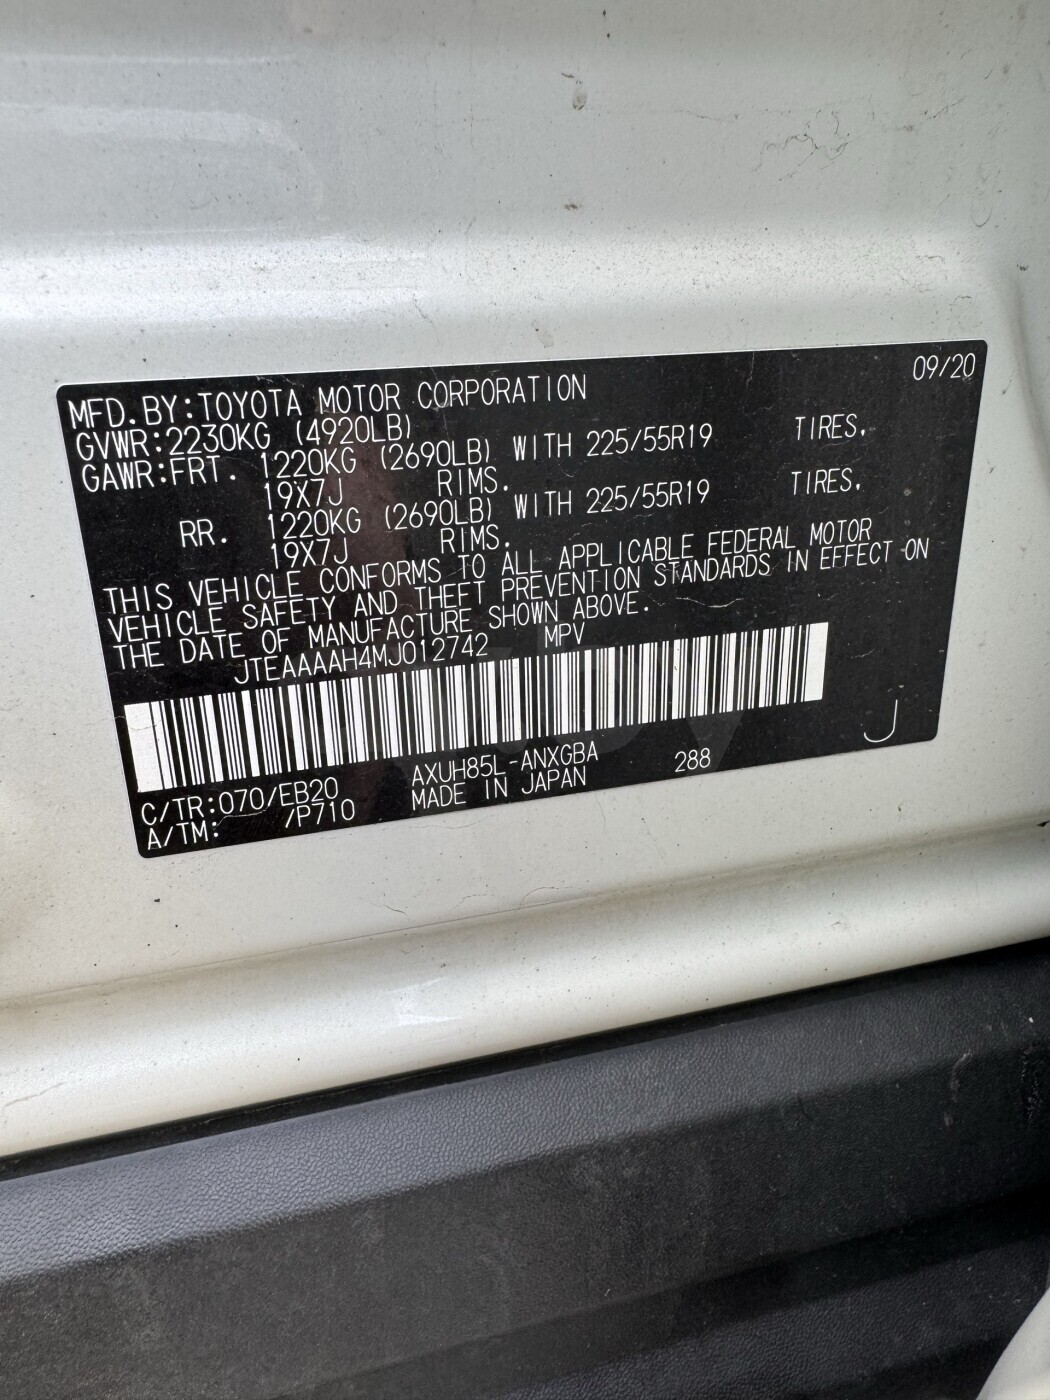 09/20
MFD.BY:TOYOTA MOTOR CORPORATION
GVWR:2230KG (4920LB)
GAWR:FRT. 1220KG (2690LB) WITH 225/55R19 TIRES,
19X7J RIMS.
RR. 1220KG (2690LB) WITH 225/55R19 TIRES,
19X7J RIMS.
THIS VEHICLE CONFORMS TO ALL APPLICABLE FEDERAL MOTOR
VEHICLE SAFETY AND THEFT PREVENTION STANDARDS IN EFFECT ON
THE DATE OF MANUFACTURE SHOWN ABOVE.
JTEAAAAH4MJ012742 MPV
C/TR:070/EB20 AXUH85L-ANXGBA 288 J
A/TM: /P710 MADE IN JAPAN